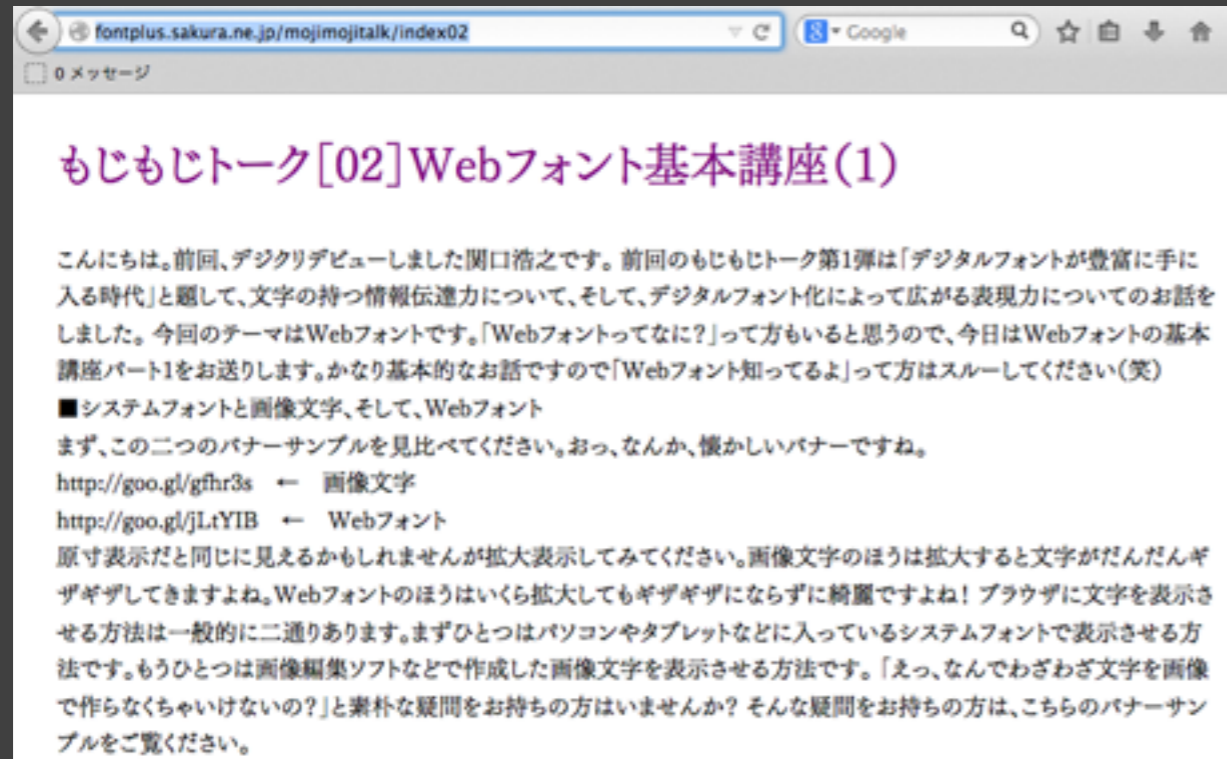 fontplus.sakura.ne.jp/mojimojitalk/index02
8 Google
0 メッセージ
もじもじトーク[02]Webフォント基本講座(1)
こんにちは。前回、デジクリデビューしました関口浩之です。 前回のもじもじトーク第1弾は「デジタルフォントが豊富に手に
入る時代」と題して、文字の持つ情報伝達力について、そして、デジタルフォント化によって広がる表現力についてのお話を
しました。 今回のテーマはWebフォントです。「Webフォントってなに?」って方もいると思うので、今日はWebフォントの基本
講座パート1をお送りします。かなり基本的なお話ですので「Webフォント知ってるよ」って方はスルーしてください(笑)
■システムフォントと画像文字、そして、Webフォント
まず、この二つのバナーサンプルを見比べてください。おっ、なんか、懐かしいバナーですね。
http://goo.gl/gfhr3s ← 画像文字
http://goo.gl/jLtYIB ← Webフォント
原寸表示だと同じに見えるかもしれませんが拡大表示してみてください。画像文字のほうは拡大すると文字がだんだんギ
ザギザしてきますよね。Webフォントのほうはいくら拡大してもギザギザにならずに綺麗ですよね! ブラウザに文字を表示さ
せる方法は一般的に二通りあります。まずひとつはパソコンやタブレットなどに入っているシステムフォントで表示させる方
法です。もうひとつは画像編集ソフトなどで作成した画像文字を表示させる方法です。 「えっ、なんでわざわざ文字を画像
で作らなくちゃいけないの?」と素朴な疑問をお持ちの方はいませんか? そんな疑問をお持ちの方は、こちらのバナーサン
プルをご覧ください。